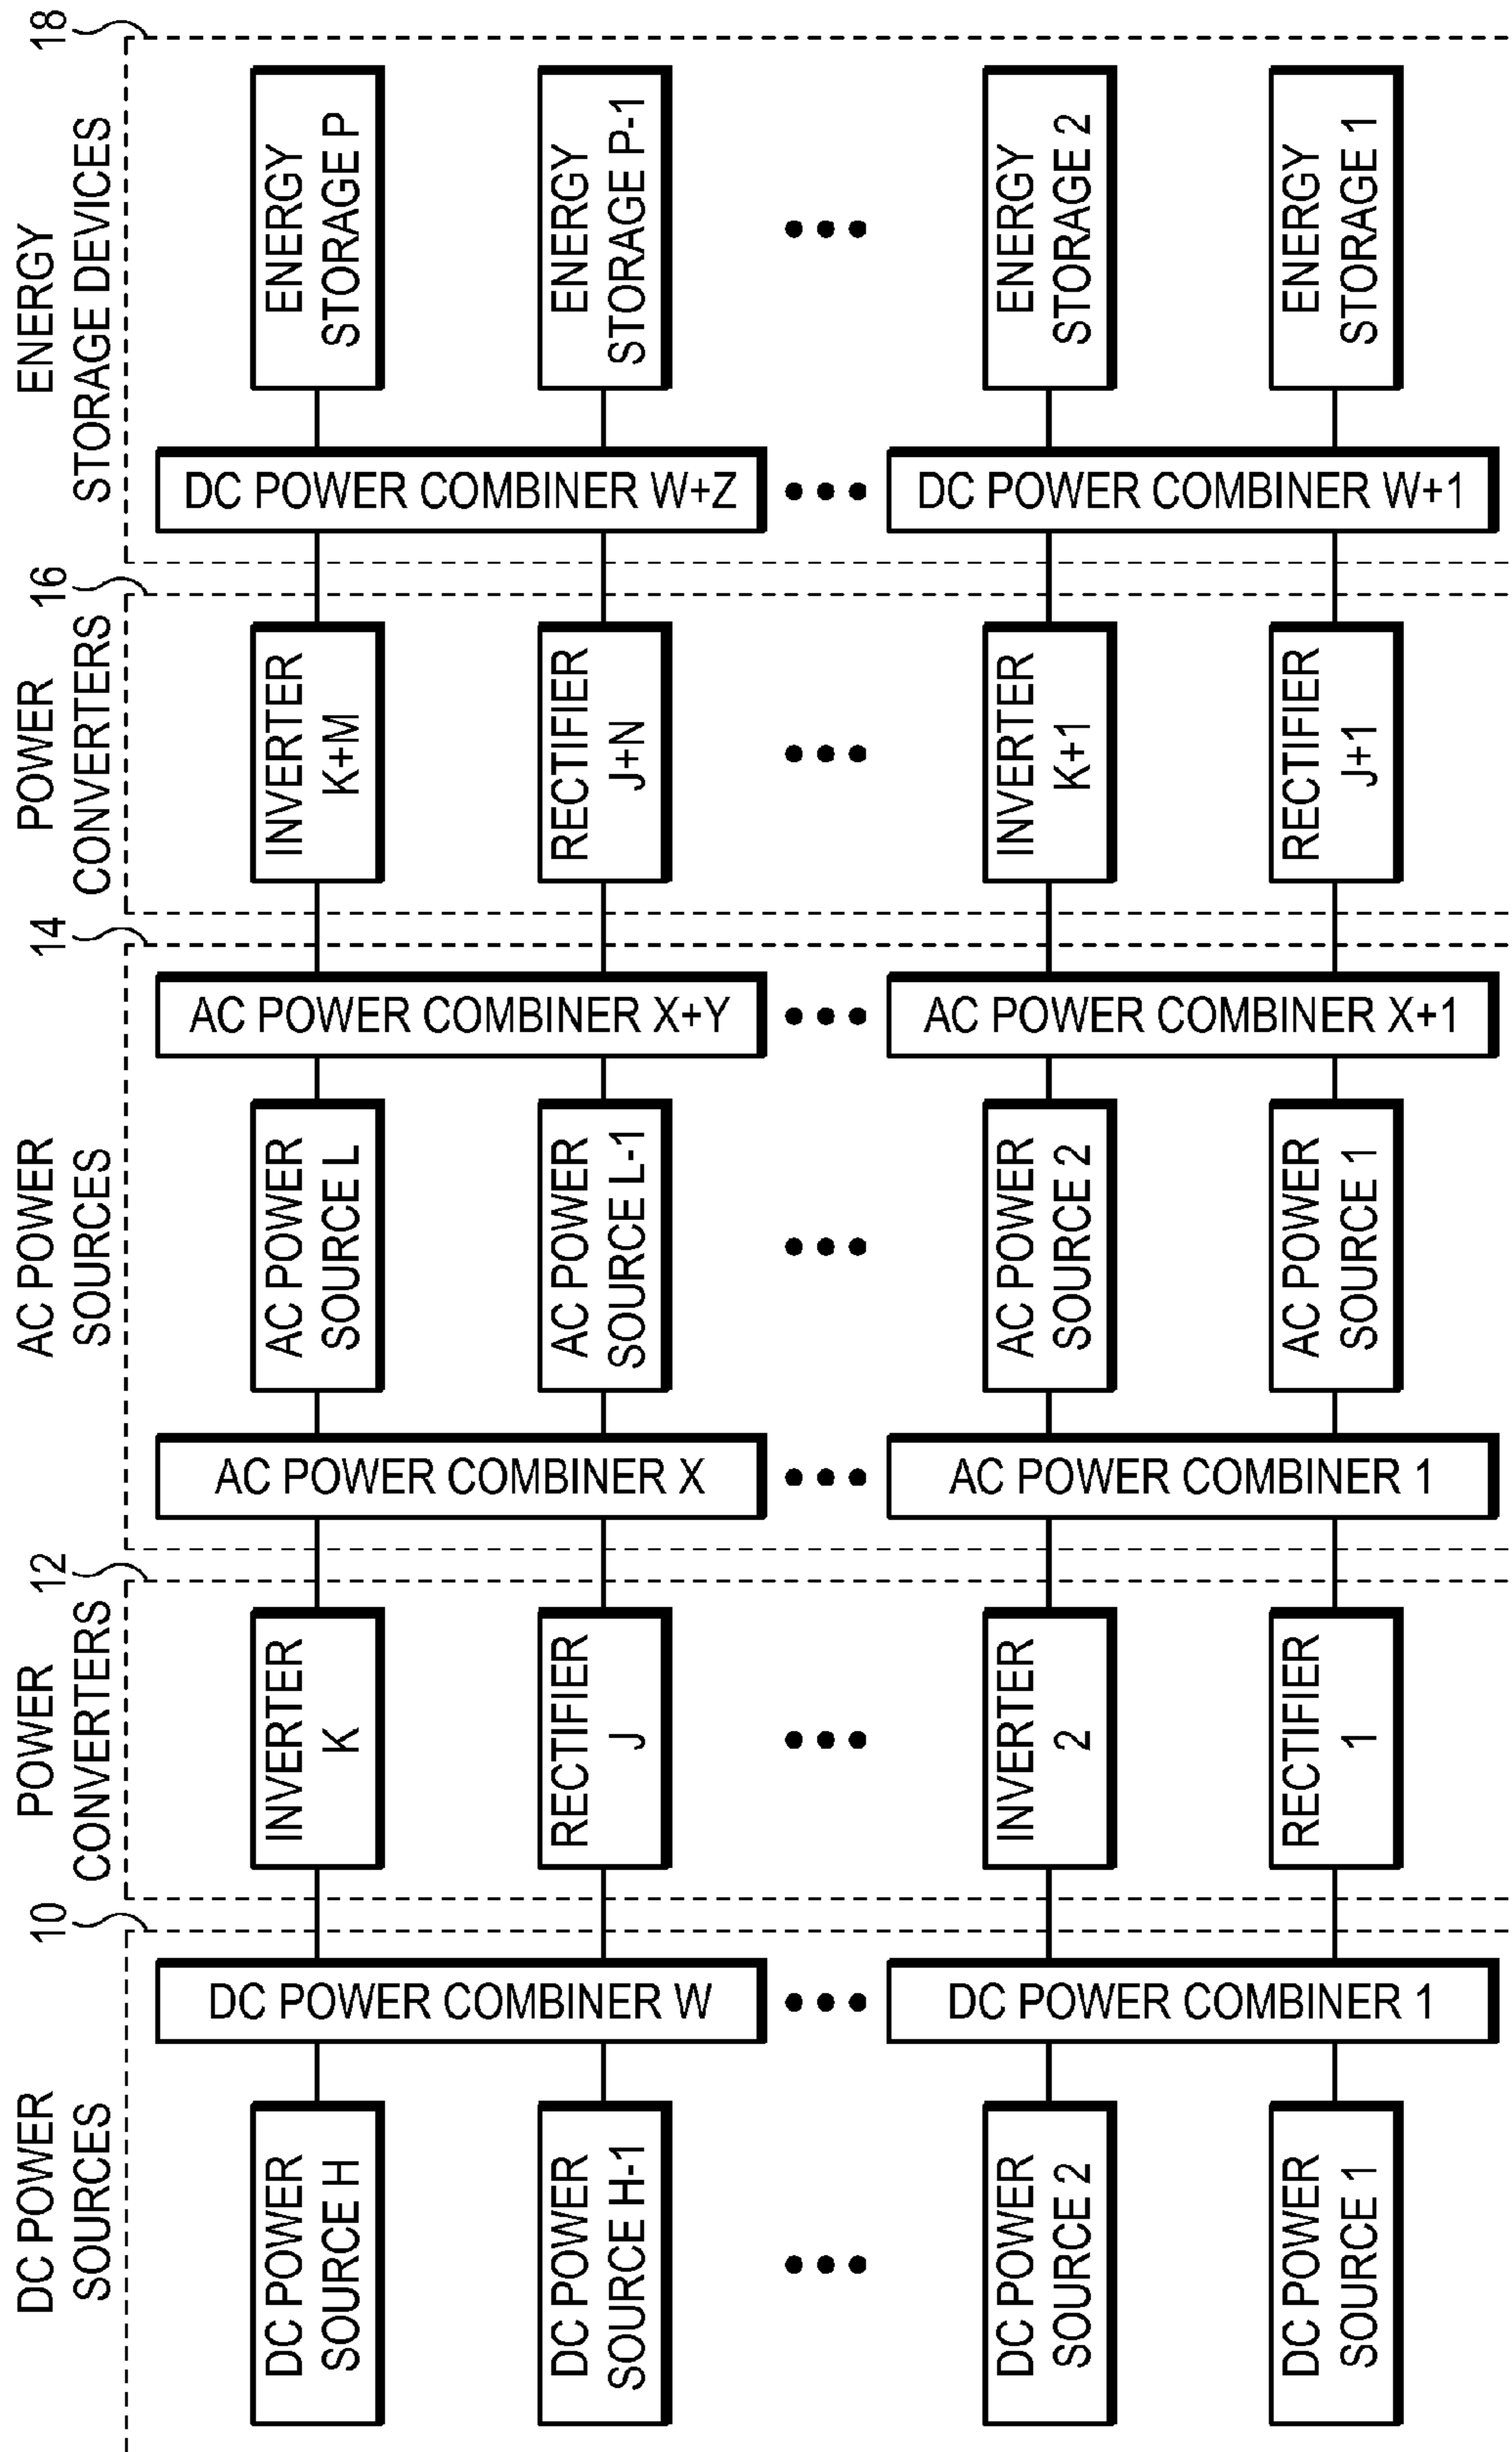 DC POWER
SOURCES
10
POWER
CONVERTERS
12
AC POWER
SOURCES
14
POWER
CONVERTERS
16
ENERGY
STORAGE DEVICES
18
DC POWER
SOURCE H
DC POWER COMBINER W
INVERTER
K
AC POWER COMBINER X
AC POWER
SOURCE L
AC POWER COMBINER X+Y
INVERTER
K+M
DC POWER COMBINER W+Z
ENERGY
STORAGE P
DC POWER
SOURCE H-1
RECTIFIER
J
AC POWER
SOURCE L-1
RECTIFIER
J+N
ENERGY
STORAGE P-1
DC POWER
SOURCE 2
DC POWER COMBINER 1
INVERTER
2
AC POWER COMBINER 1
AC POWER
SOURCE 2
AC POWER COMBINER X+1
INVERTER
K+1
DC POWER COMBINER W+1
ENERGY
STORAGE 2
DC POWER
SOURCE 1
RECTIFIER
1
AC POWER
SOURCE 1
RECTIFIER
J+1
ENERGY
STORAGE 1